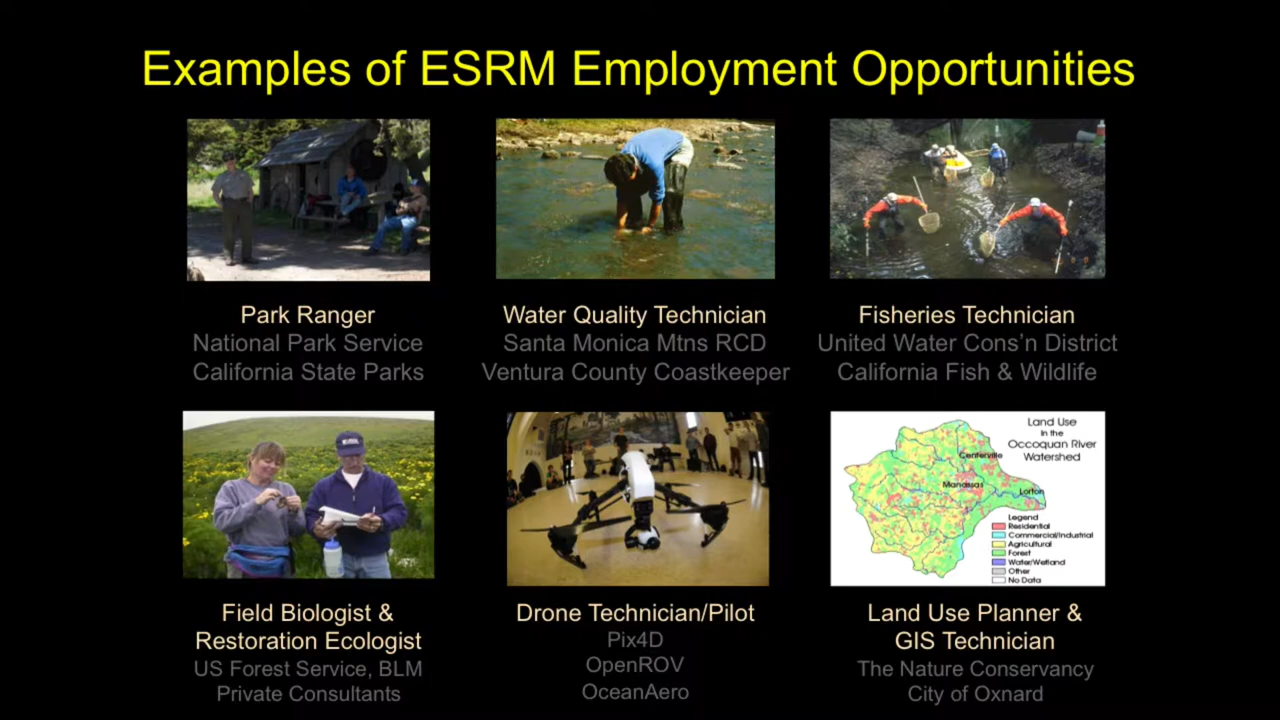 Examples of ESRM Employment Opportunities
Park Ranger
National Park Service
California State Parks
Water Quality Technician
Santa Monica Mtns RCD
Ventura County Coastkeeper
Fisheries Technician
United Water Cons’n District
California Fish & Wildlife
Field Biologist &
Restoration Ecologist
US Forest Service, BLM
Private Consultants
Drone Technician/Pilot
Pix4D
OpenROV
OceanAero
Land Use
In the
Occoquan River
Watershed
Centerville
Manassas
Lorton
Legend
Residential
Commercial/Industrial
Agricultural
Forest
Water/Wetland
Other
No Data
Land Use Planner &
GIS Technician
The Nature Conservancy
City of Oxnard